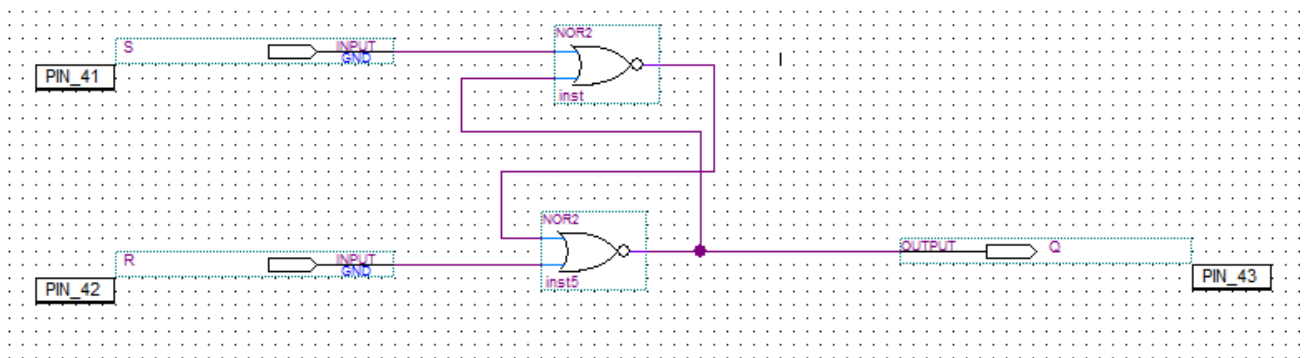 NOR2
S
INPUT
GND
PIN_41
inst
NOR2
R
INPUT
GND
PIN_42
inst5
OUTPUT
Q
PIN_43